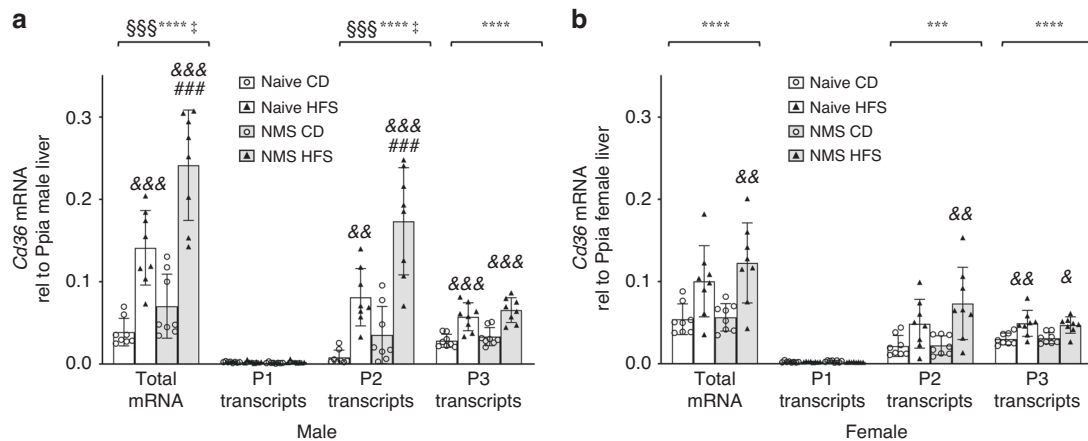 a
§§§ **** ‡
§§§ **** ‡
****
&&&
###
Naive CD
Naive HFS
NMS CD
NMS HFS
&&&
###
&&&
&&
&&&
&&&
Cd36 mRNA
rel to Ppia male liver
0.3
0.2
0.1
0.0
Total
mRNA
P1
transcripts
P2
transcripts
P3
transcripts
Male
b
****
***
****
Naive CD
Naive HFS
NMS CD
NMS HFS
&&
&&
&&
&
Cd36 mRNA
rel to Ppia female liver
0.3
0.2
0.1
0.0
Total
mRNA
P1
transcripts
P2
transcripts
P3
transcripts
Female